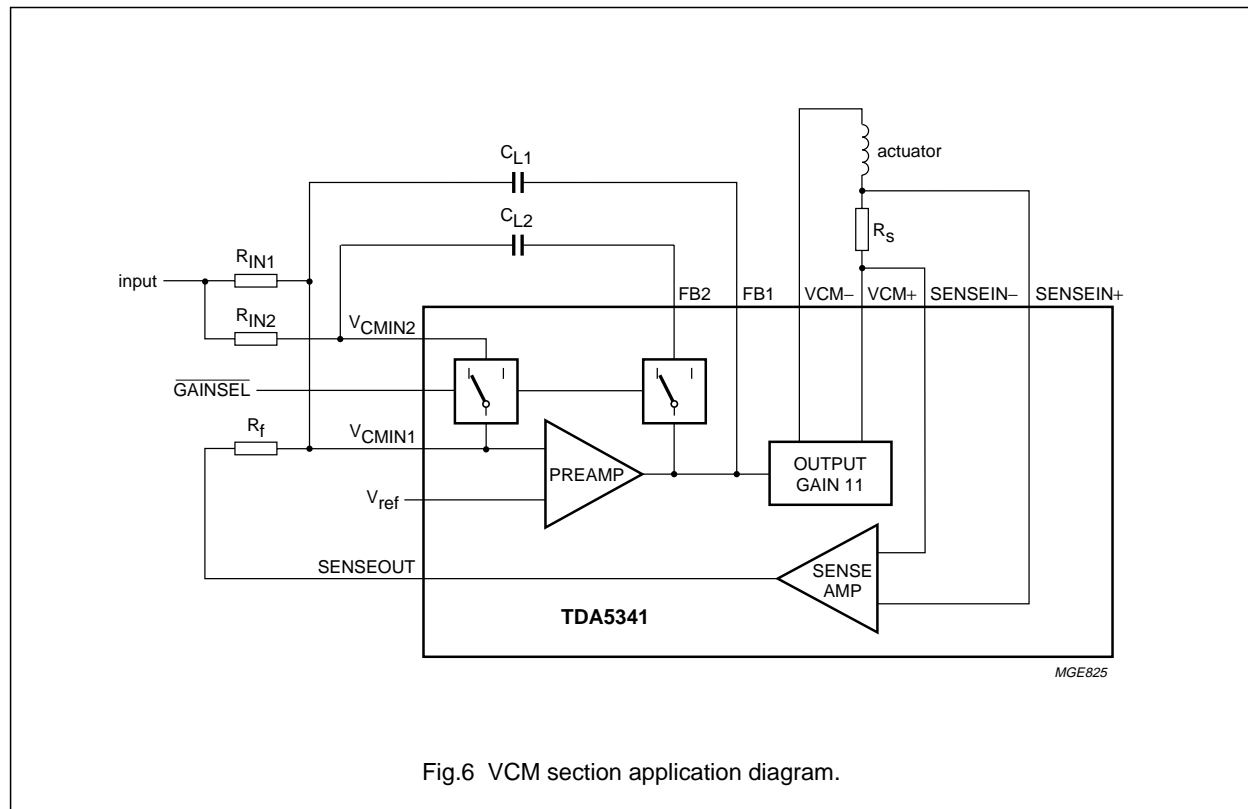 actuator
CL1
CL2
Rs
RIN1
input
FB2 FB1 VCM− VCM+ SENSEIN− SENSEIN+
RIN2
VCMIN2
I I
I I
GAINSEL
Rf
VCMIN1
PREAMP
OUTPUT
GAIN 11
Vref
SENSEOUT
SENSE
AMP
TDA5341
MGE825
Fig.6 VCM section application diagram.